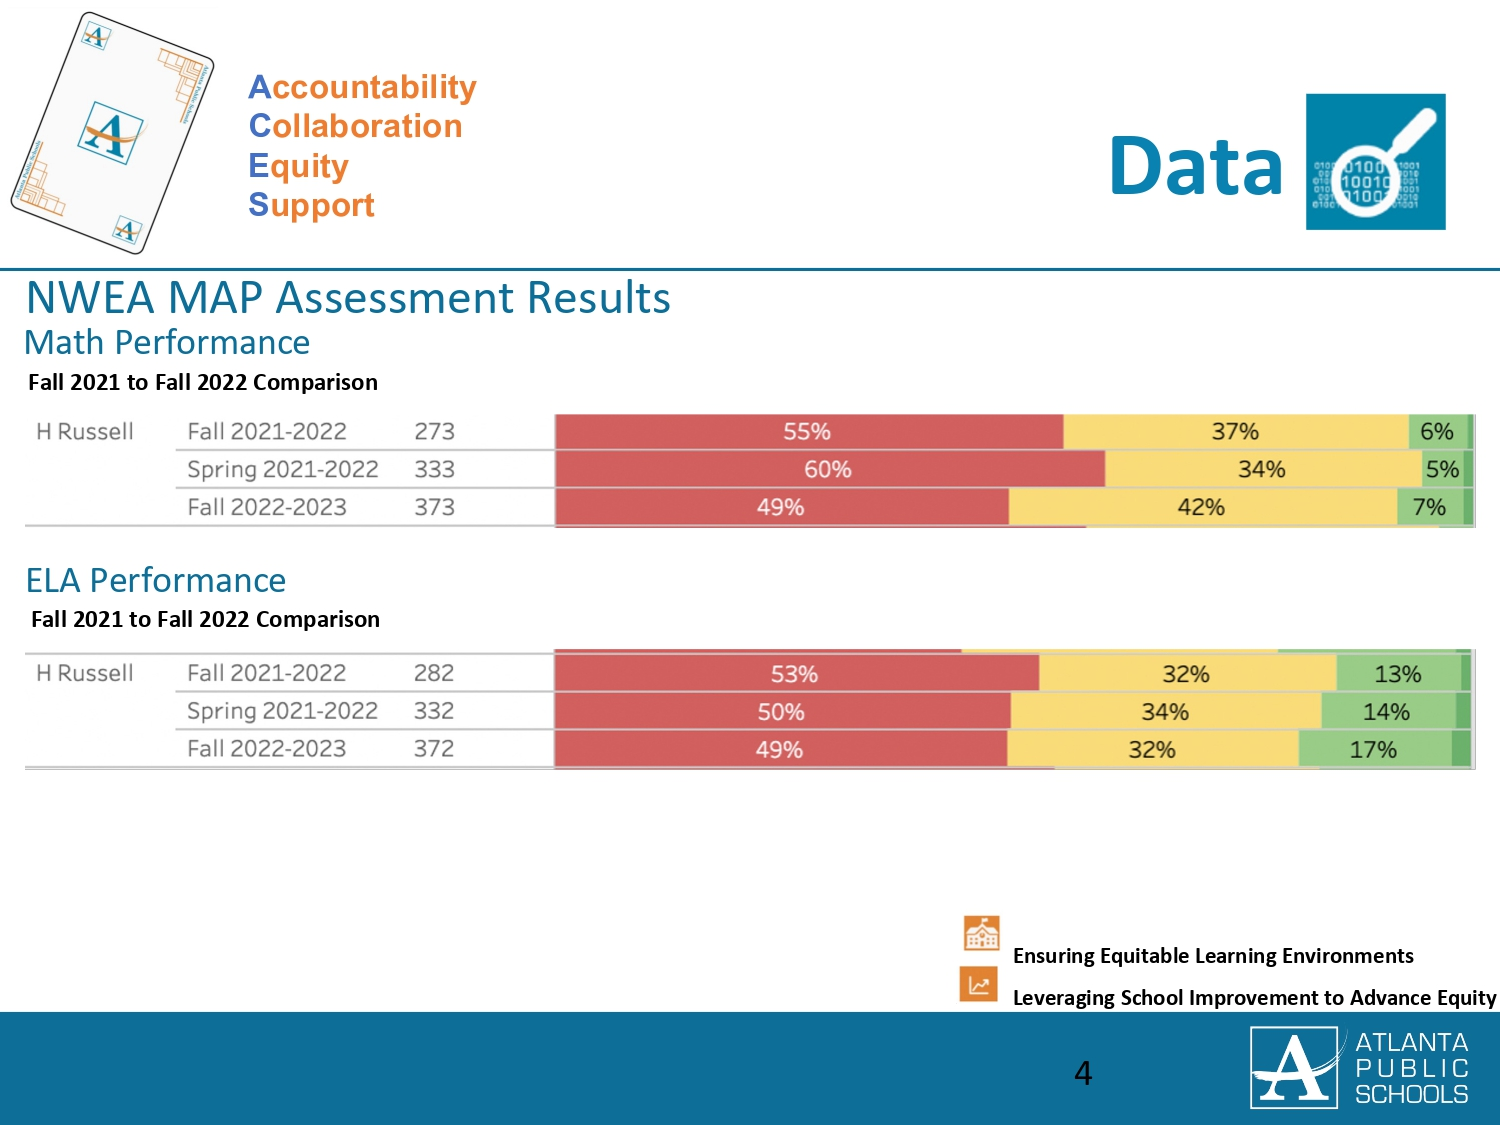 Accountability
Collaboration
Equity
Support
Data
NWEA MAP Assessment Results
Math Performance
Fall 2021 to Fall 2022 Comparison
H Russell Fall 2021-2022 273 55% 37% 6%
Spring 2021-2022 333 60% 34% 5%
Fall 2022-2023 373 49% 42% 7%
ELA Performance
Fall 2021 to Fall 2022 Comparison
H Russell Fall 2021-2022 282 53% 32% 13%
Spring 2021-2022 332 50% 34% 14%
Fall 2022-2023 372 49% 32% 17%
Ensuring Equitable Learning Environments
Leveraging School Improvement to Advance Equity
4
ATLANTA
PUBLIC
SCHOOLS